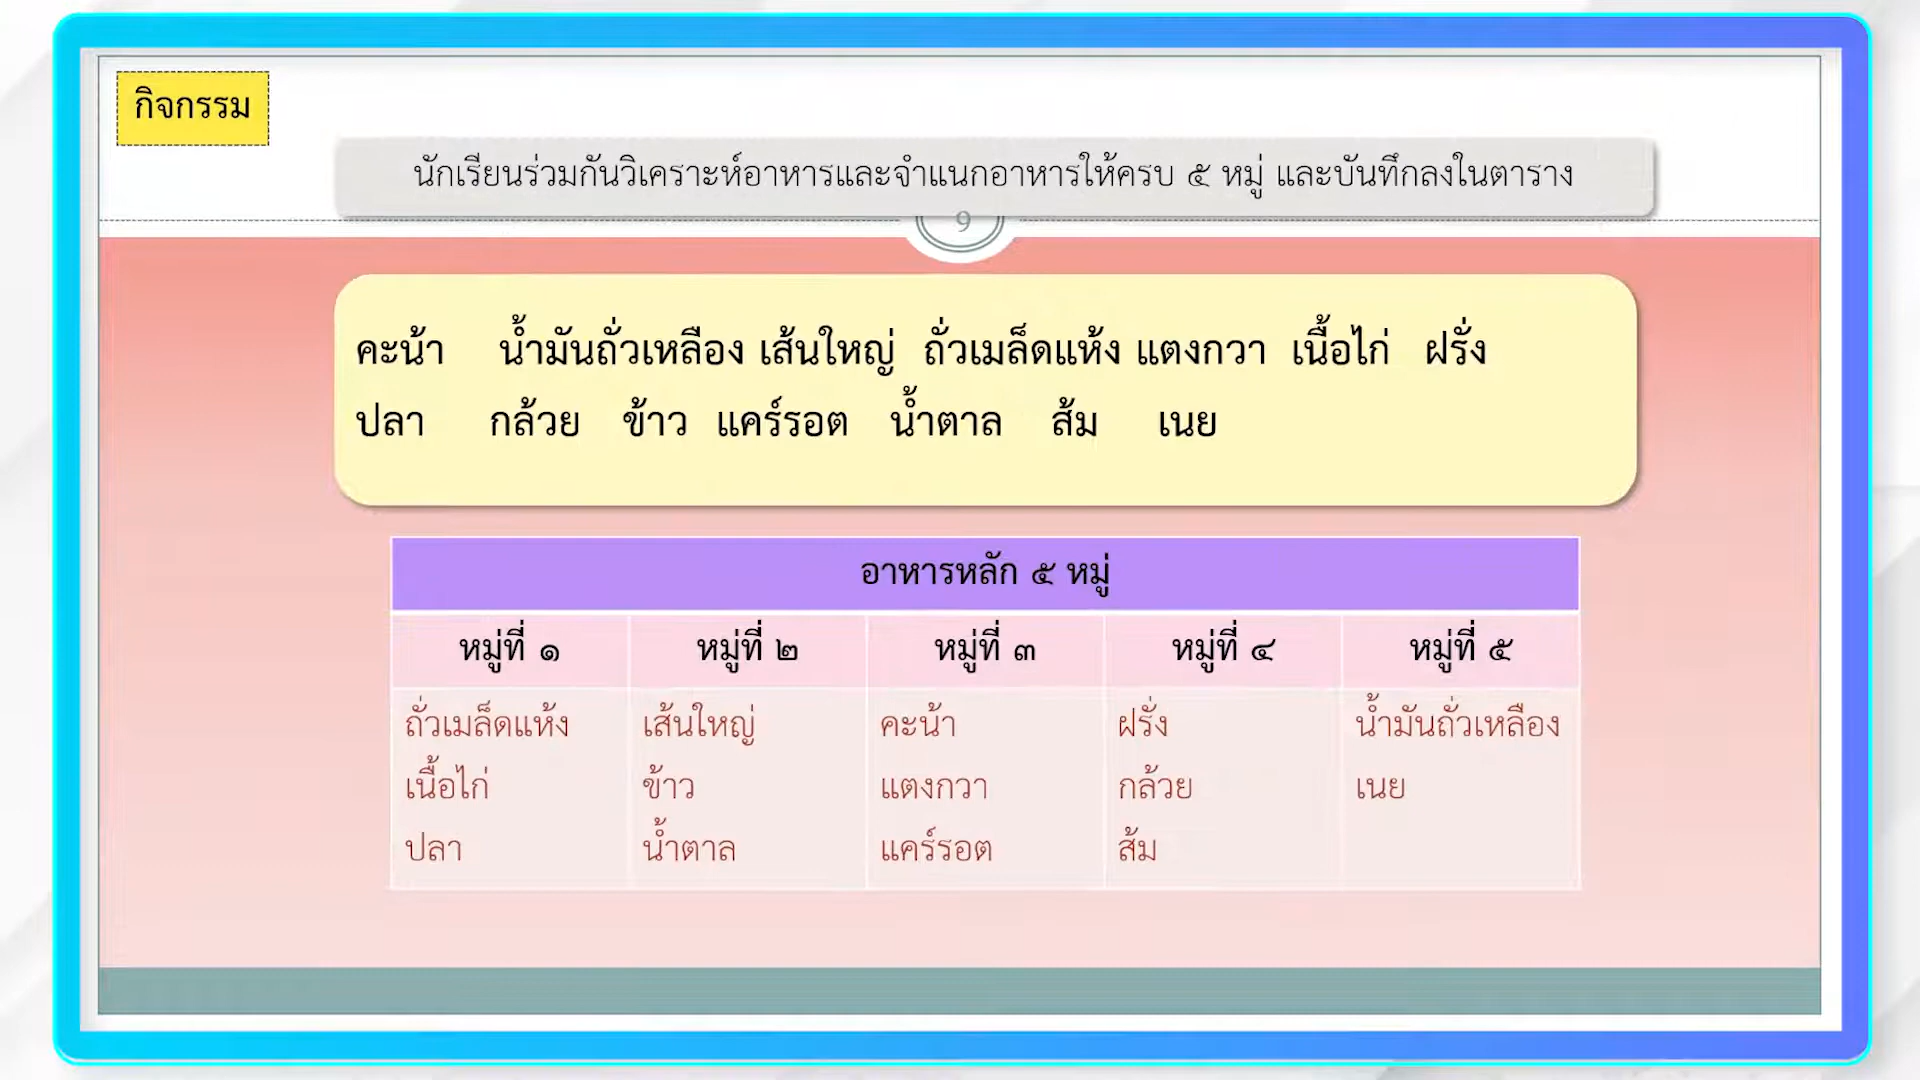 กิจกรรม
นักเรียนร่วมกันวิเคราะห์อาหารและจำแนกอาหารให้ครบ ๕ หมู่ และบันทึกลงในตาราง
9
คะน้า น้ำมันถั่วเหลือง เส้นใหญ่ ถั่วเมล็ดแห้ง แตงกวา เนื้อไก่ ฝรั่ง
ปลา กล้วย ข้าว แคร์รอต น้ำตาล ส้ม เนย
อาหารหลัก ๕ หมู่
หมู่ที่ ๑ หมู่ที่ ๒ หมู่ที่ ๓ หมู่ที่ ๔ หมู่ที่ ๕
ถั่วเมล็ดแห้ง เส้นใหญ่ คะน้า ฝรั่ง น้ำมันถั่วเหลือง
เนื้อไก่ ข้าว แตงกวา กล้วย เนย
ปลา น้ำตาล แคร์รอต ส้ม